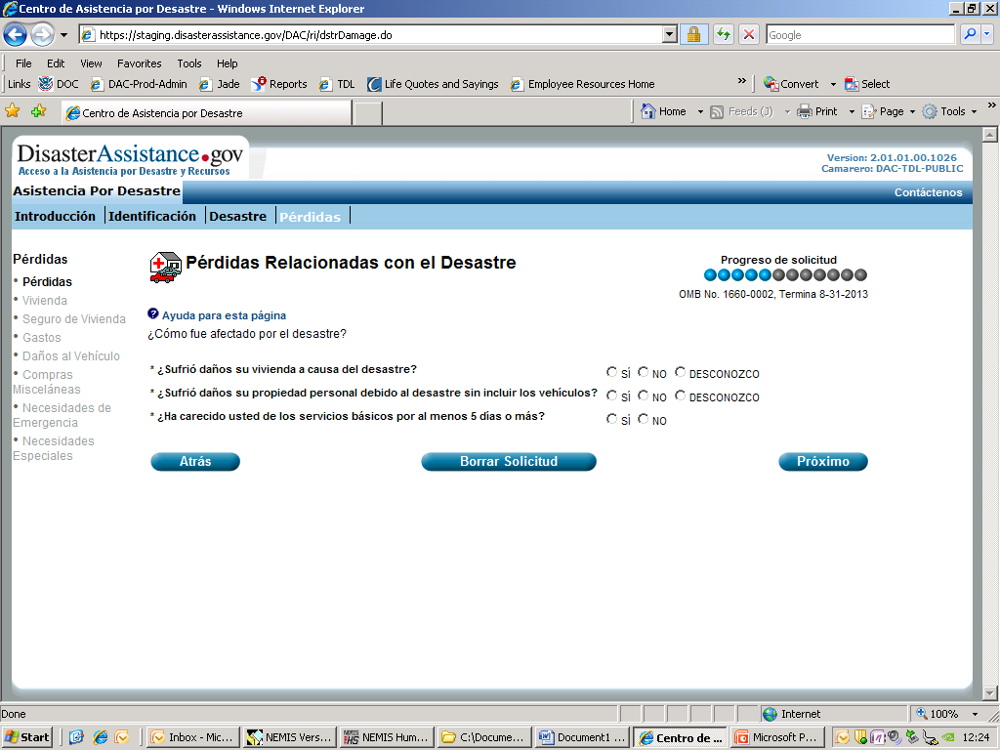 Centro de Asistencia por Desastre - Windows Internet Explorer
https://staging.disasterassistance.gov/DAC/ri/dstrDamage.do
Google
File Edit View Favorites Tools Help
Links DOC DAC-Prod-Admin Jade Reports TDL Life Quotes and Sayings Employee Resources Home » Convert Select
Centro de Asistencia por Desastre
Home Feeds (J) Print Page Tools »
DisasterAssistance.gov
Acceso a la Asistencia por Desastre y Recursos
Version: 2.01.01.00.1026
Camarero: DAC-TDL-PUBLIC
Asistencia Por Desastre
Contáctenos
Introducción Identificación Desastre Pérdidas
Pérdidas
• Pérdidas
• Vivienda
• Seguro de Vivienda
• Gastos
• Daños al Vehículo
• Compras
Misceláneas
• Necesidades de
Emergencia
• Necesidades
Especiales
Pérdidas Relacionadas con el Desastre
Progreso de solicitud
OMB No. 1660-0002, Termina 8-31-2013
? Ayuda para esta página
¿Cómo fue afectado por el desastre?
* ¿Sufrió daños su vivienda a causa del desastre? SÍ NO DESCONOZCO
* ¿Sufrió daños su propiedad personal debido al desastre sin incluir los vehículos? SÍ NO DESCONOZCO
* ¿Ha carecido usted de los servicios básicos por al menos 5 días o más? SÍ NO
Atrás Borrar Solicitud Próximo
Done Internet 100%
Start Inbox - Mic... NEMIS Vers... NEMIS Hum... C:\Docume... Document1 ... Centro de ... Microsoft P... 12:24